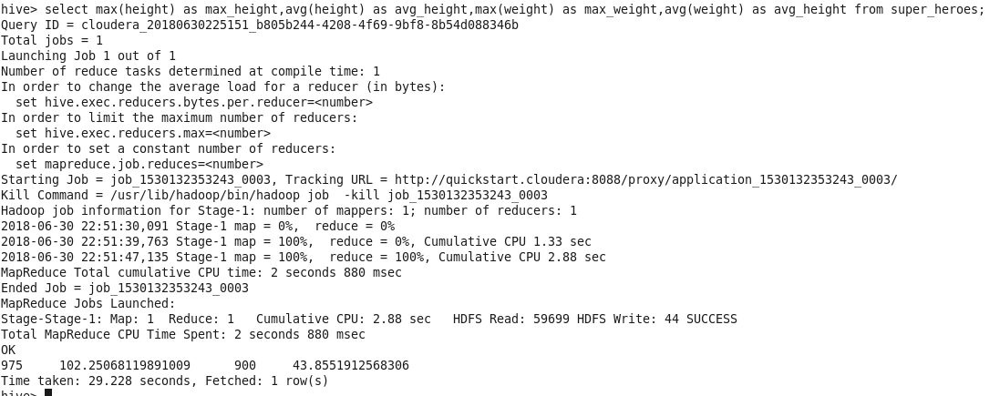 hive> select max(height) as max_height,avg(height) as avg_height,max(weight) as max_weight,avg(weight) as avg_height from super_heroes;
Query ID = cloudera_20180630225151_b805b244-4208-4f69-9bf8-8b54d088346b
Total jobs = 1
Launching Job 1 out of 1
Number of reduce tasks determined at compile time: 1
In order to change the average load for a reducer (in bytes):
  set hive.exec.reducers.bytes.per.reducer=<number>
In order to limit the maximum number of reducers:
  set hive.exec.reducers.max=<number>
In order to set a constant number of reducers:
  set mapreduce.job.reduces=<number>
Starting Job = job_1530132353243_0003, Tracking URL = http://quickstart.cloudera:8088/proxy/application_1530132353243_0003/
Kill Command = /usr/lib/hadoop/bin/hadoop job  -kill job_1530132353243_0003
Hadoop job information for Stage-1: number of mappers: 1; number of reducers: 1
2018-06-30 22:51:30,091 Stage-1 map = 0%,  reduce = 0%
2018-06-30 22:51:39,763 Stage-1 map = 100%,  reduce = 0%, Cumulative CPU 1.33 sec
2018-06-30 22:51:47,135 Stage-1 map = 100%,  reduce = 100%, Cumulative CPU 2.88 sec
MapReduce Total cumulative CPU time: 2 seconds 880 msec
Ended Job = job_1530132353243_0003
MapReduce Jobs Launched:
Stage-Stage-1: Map: 1  Reduce: 1   Cumulative CPU: 2.88 sec   HDFS Read: 59699 HDFS Write: 44 SUCCESS
Total MapReduce CPU Time Spent: 2 seconds 880 msec
OK
975     102.25068119891009      900     43.8551912568306
Time taken: 29.228 seconds, Fetched: 1 row(s)
hive>